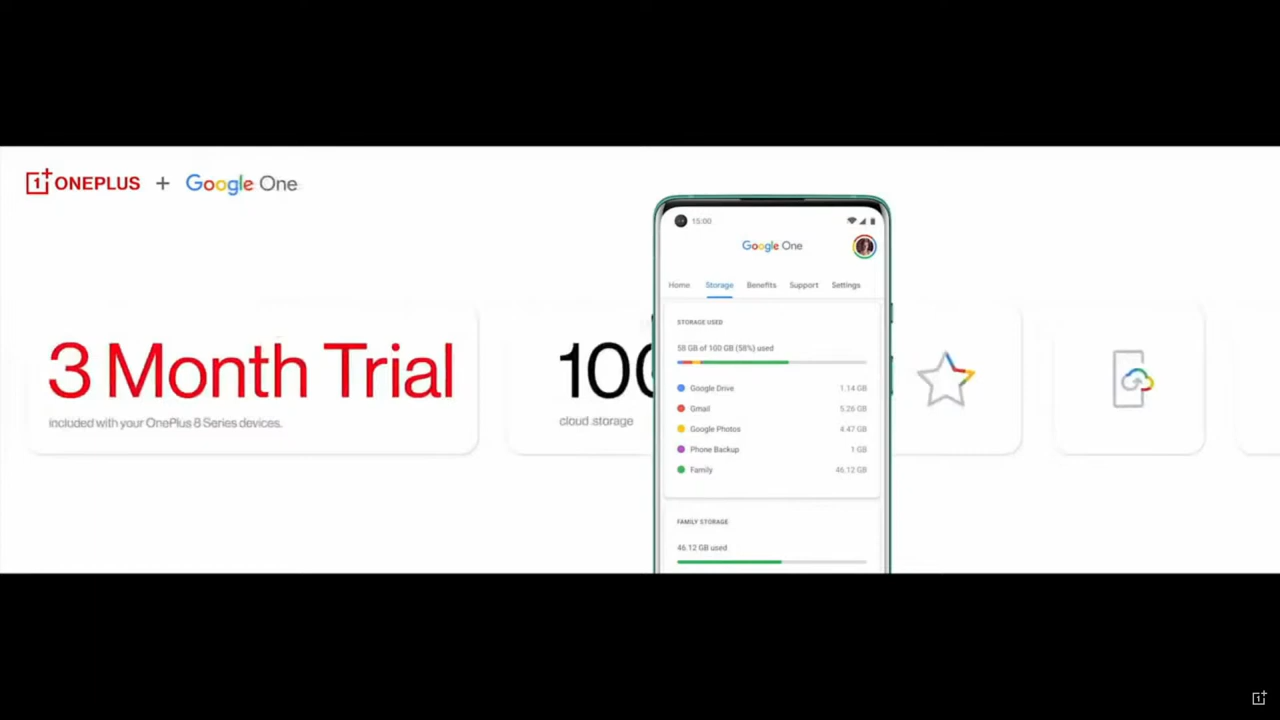 ONEPLUS + Google One
3 Month Trial
included with your OnePlus 8 Series devices.
100
cloud storage
15:00
Google One
Home Storage Benefits Support Settings
STORAGE USED
58 GB of 100 GB (58%) used
Google Drive 1.14 GB
Gmail 5.26 GB
Google Photos 4.47 GB
Phone Backup 1 GB
Family 46.12 GB
FAMILY STORAGE
46.12 GB used